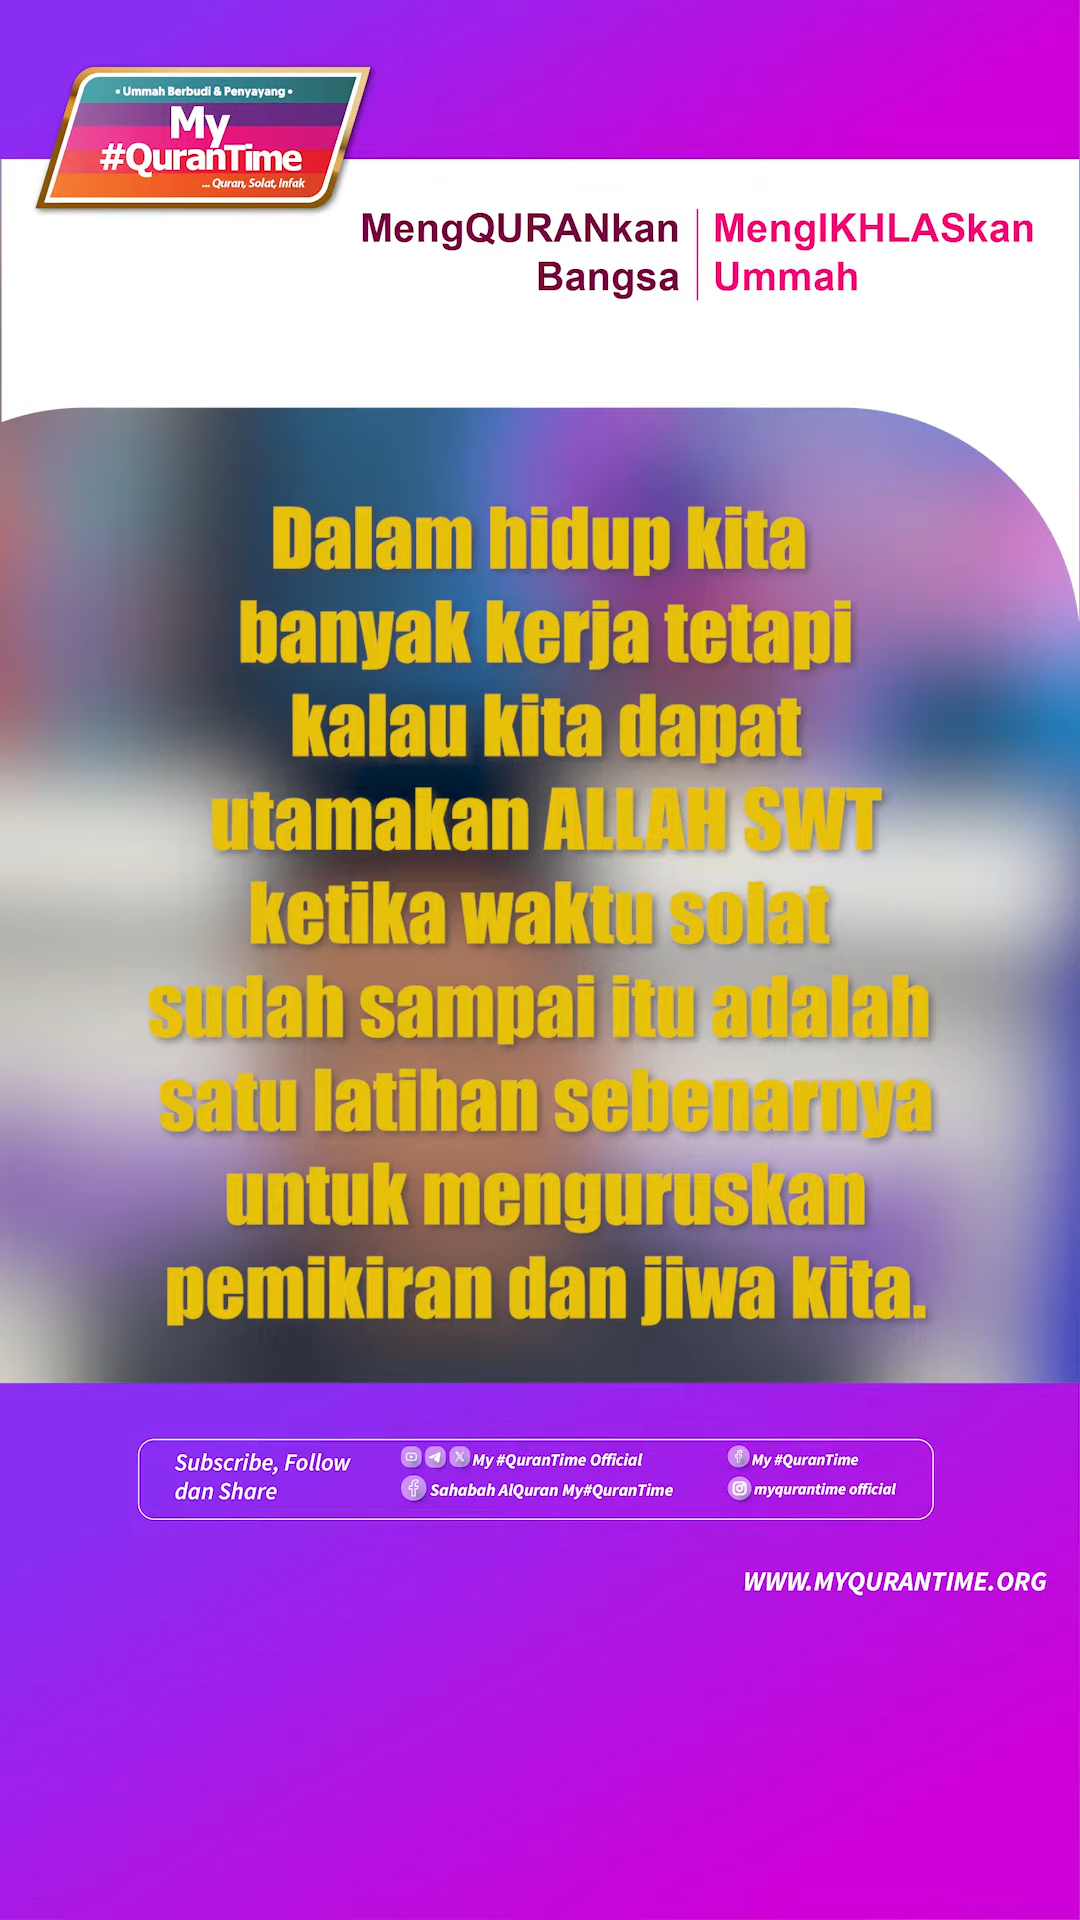 • Ummah Berbudi & Penyayang •
My
#QuranTime
... Quran, Solat, Infak
MengQURANkan
Bangsa
MengIKHLASkan
Ummah
Dalam hidup kita
banyak kerja tetapi
kalau kita dapat
utamakan ALLAH SWT
ketika waktu solat
sudah sampai itu adalah
satu latihan sebenarnya
untuk menguruskan
pemikiran dan jiwa kita.
Subscribe, Follow
dan Share
My #QuranTime Official
Sahabah AlQuran My#QuranTime
My #QuranTime
myqurantime official
WWW.MYQURANTIME.ORG